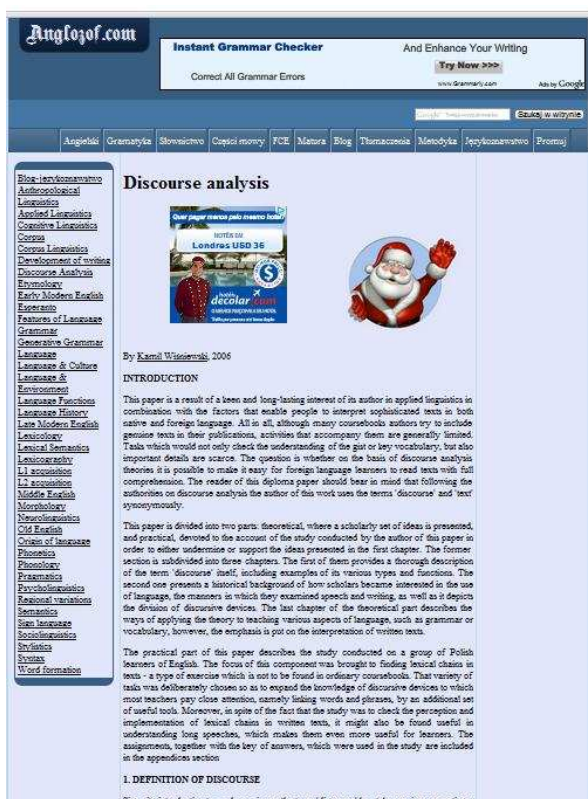 Anglozof.com
Instant Grammar Checker
Correct All Grammar Errors
And Enhance Your Writing
Try Now >>>
www.Grammarly.com
Ads by Google
Szukaj w witrynie
Angielski Gramatyka Słownictwo Części mowy FCE Matura Blog Tłumaczenia Metodyka Językoznawstwo Promuj
Blog-językoznawstwo
Anthropological
Linguistics
Applied Linguistics
Cognitive Linguistics
Corpus
Corpus Linguistics
Development of writing
Discourse Analysis
Etymology
Early Modern English
Esperanto
Features of Language
Grammar
Generative Grammar
Language
Language & Culture
Language &
Environment
Language Functions
Language History
Late Modern English
Lexicology
Lexical Semantics
Lexicography
L1 acquisition
L2 acquisition
Middle English
Morphology
Neurolinguistics
Old English
Origin of language
Phonetics
Phonology
Pragmatics
Psycholinguistics
Regional variations
Semantics
Sign language
Sociolinguistics
Stylistics
Syntax
Word formation
Discourse analysis
Quer pagar menos pelo mesmo hotel?
HOTÉIS EM
Londres USD 36
hotéis
decolar.com
By Kamil Wiśniewski, 2006
INTRODUCTION
This paper is a result of a keen and long-lasting interest of its author in applied linguistics in
combination with the factors that enable people to interpret sophisticated texts in both
native and foreign language. All in all, although many coursebooks authors try to include
genuine texts in their publications, activities that accompany them are generally limited.
Tasks which would not only check the understanding of the gist or key vocabulary, but also
important details are scarce. The question is whether on the basis of discourse analysis
theories it is possible to make it easy for foreign language learners to read texts with full
comprehension. The reader of this diploma paper should bear in mind that following the
authorities on discourse analysis the author of this work uses the terms 'discourse' and 'text'
synonymously.
This paper is divided into two parts: theoretical, where a scholarly set of ideas is presented,
and practical, devoted to the account of the study conducted by the author of this paper in
order to either undermine or support the ideas presented in the first chapter. The former
section is subdivided into three chapters. The first of them provides a thorough description
of the term 'discourse' itself, including examples of its various types and functions. The
second one presents a historical background of how scholars became interested in the use
of language, the manners in which they examined speech and writing, as well as it depicts
the division of discursive devices. The last chapter of the theoretical part describes the
ways of applying the theory to teaching various aspects of language, such as grammar or
vocabulary, however, the emphasis is put on the interpretation of written texts.
The practical part of this paper describes the study conducted on a group of Polish
learners of English. The focus of this component was brought to finding lexical chains in
texts - a type of exercise which is not to be found in ordinary coursebooks. That variety of
tasks was deliberately chosen so as to expand the knowledge of discursive devices to which
most teachers pay close attention, namely linking words and phrases, by an additional set
of useful tools. Moreover, in spite of the fact that the study was to check the perception and
implementation of lexical chains in written texts, it might also be found useful in
understanding long speeches, which makes them even more useful for learners. The
assignments, together with the key of answers, which were used in the study are included
in the appendices section
1. DEFINITION OF DISCOURSE